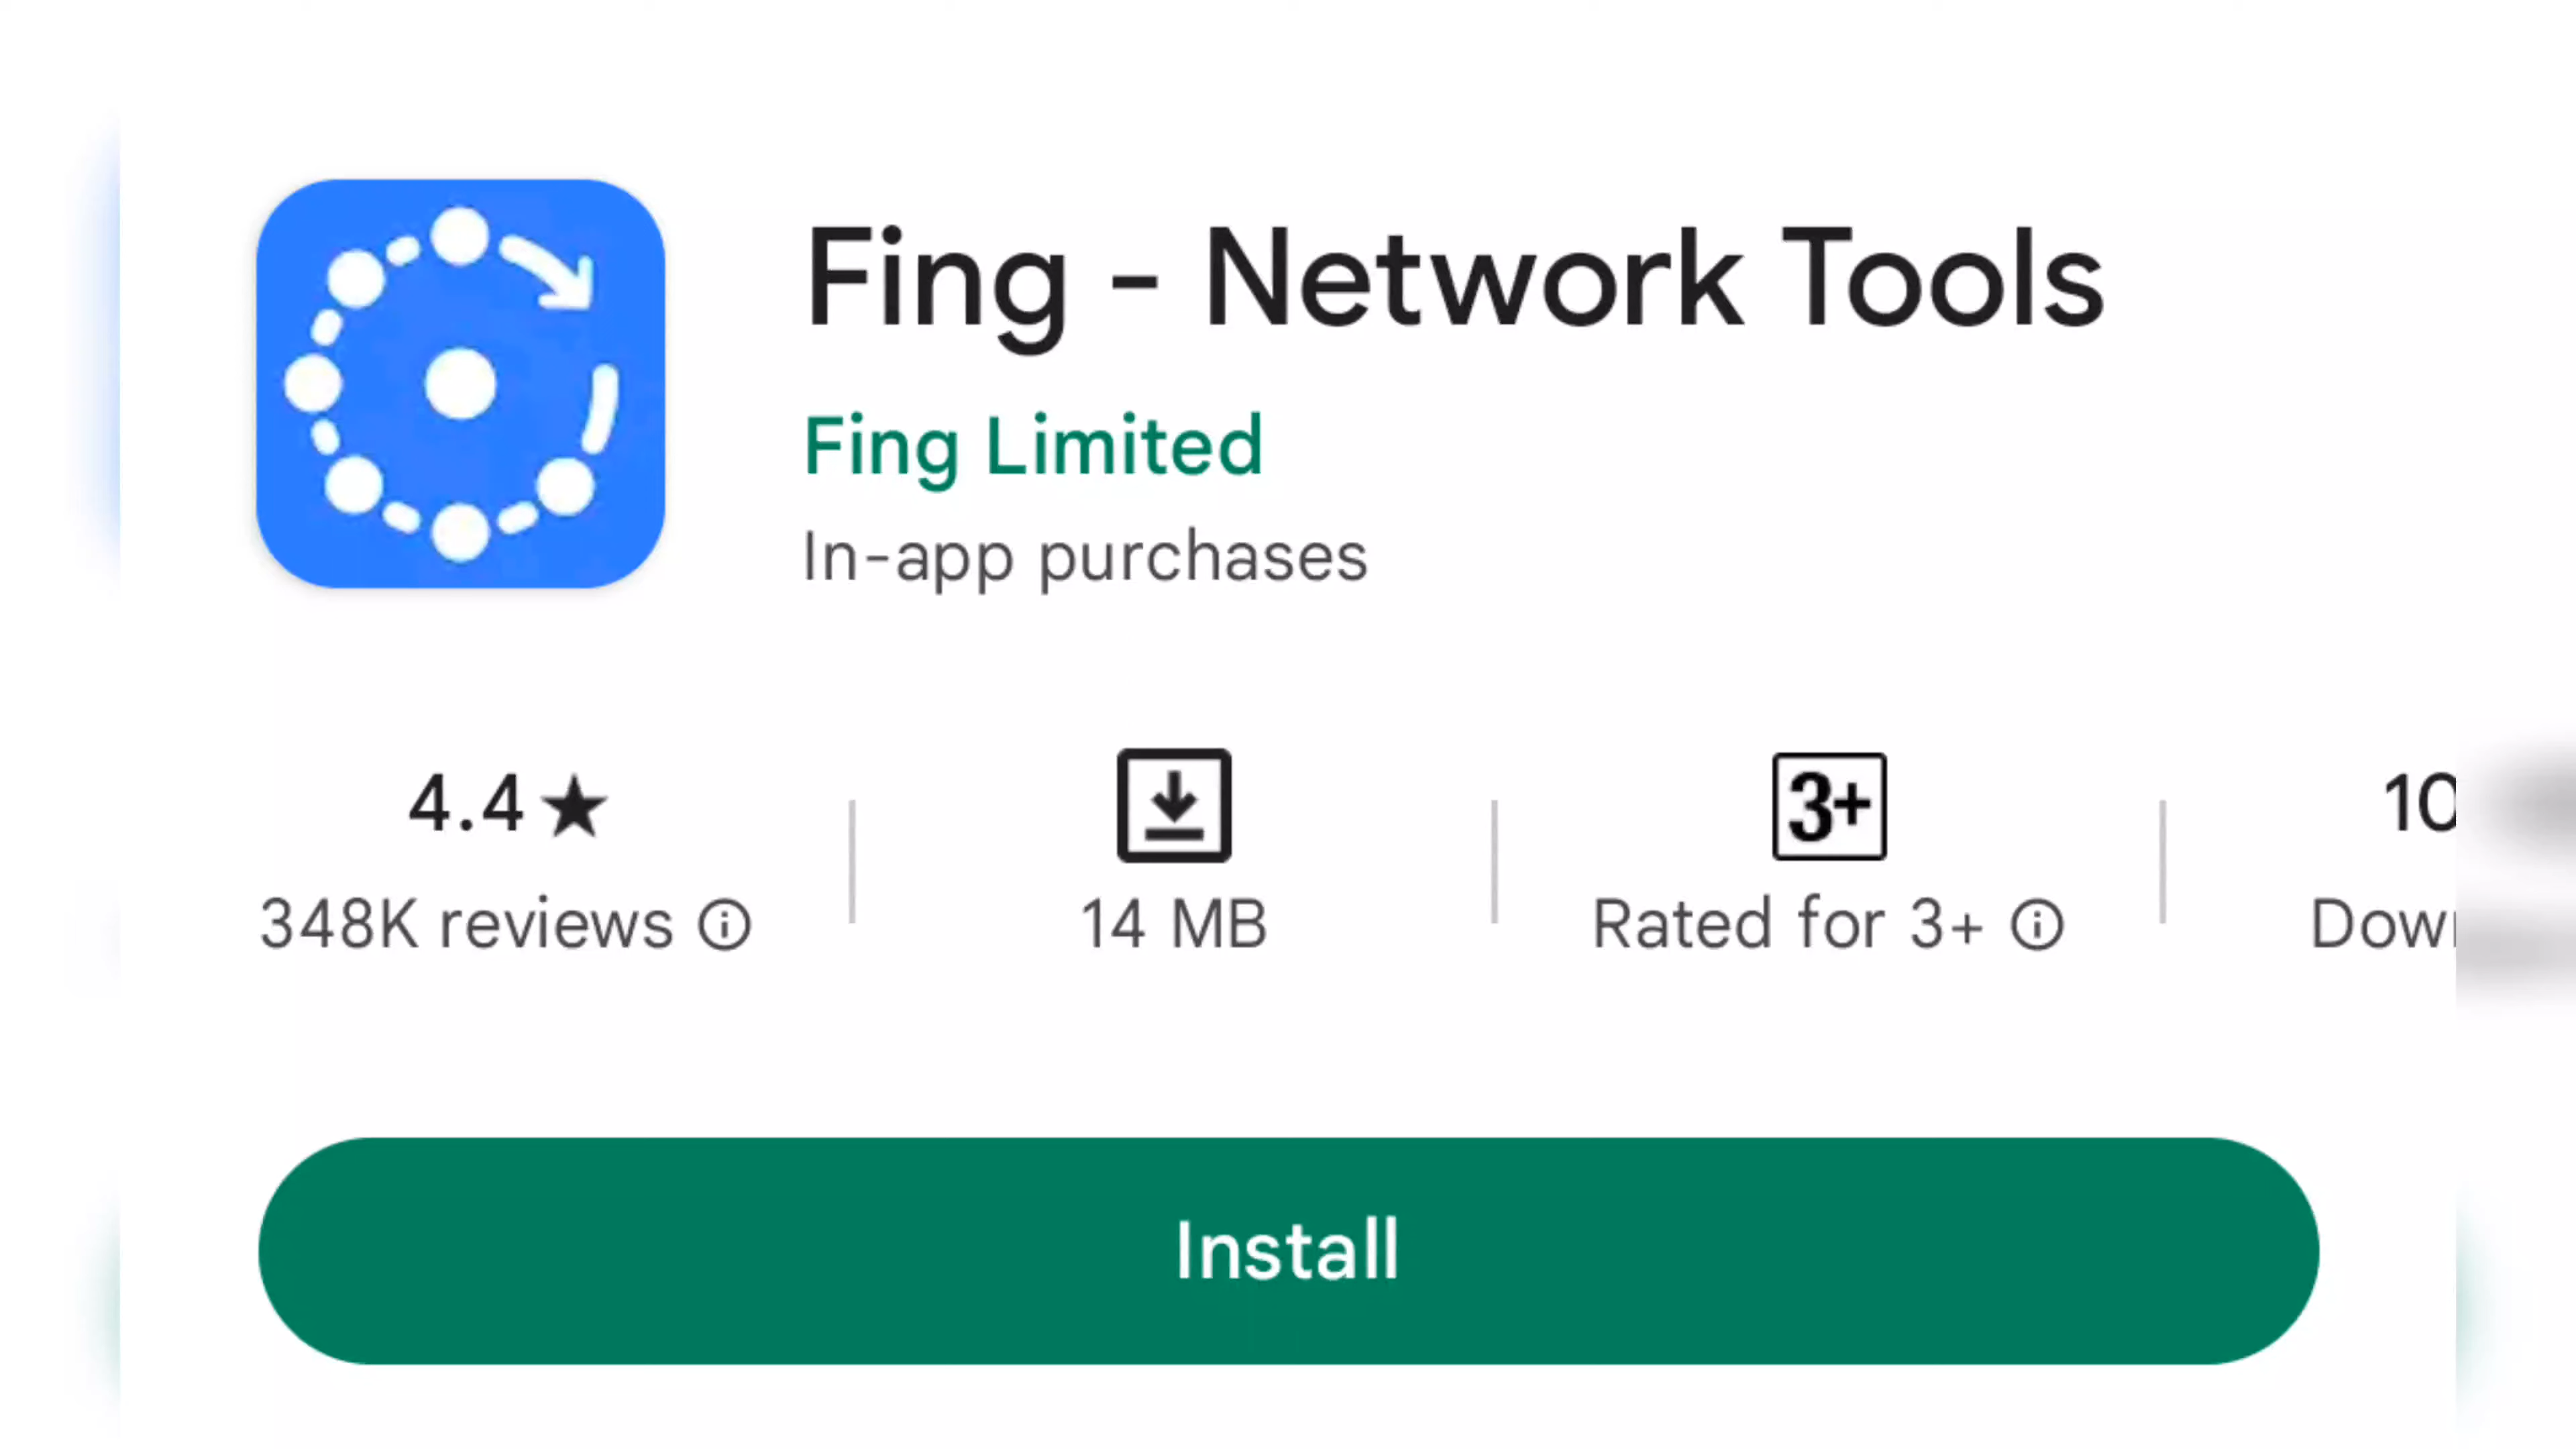 Fing - Network Tools
Fing Limited
In-app purchases
4.4★
348K reviews
14 MB
3+
Rated for 3+
Install